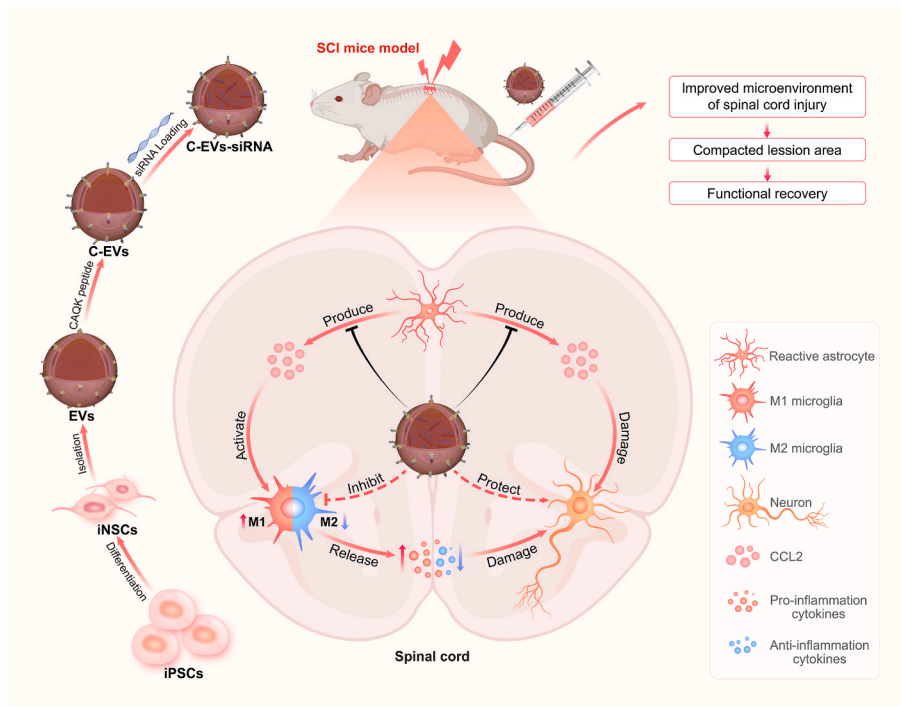 SCI mice model
C-EVs-siRNA
siRNA Loading
C-EVs
CAQK peptide
EVs
Isolation
iNSCs
Differentiation
iPSCs
Improved microenvironment
of spinal cord injury
Compacted lession area
Functional recovery
Produce
Produce
Activate
Damage
Inhibit
Protect
M1
M2
Release
Damage
Spinal cord
Reactive astrocyte
M1 microglia
M2 microglia
Neuron
CCL2
Pro-inflammation
cytokines
Anti-inflammation
cytokines